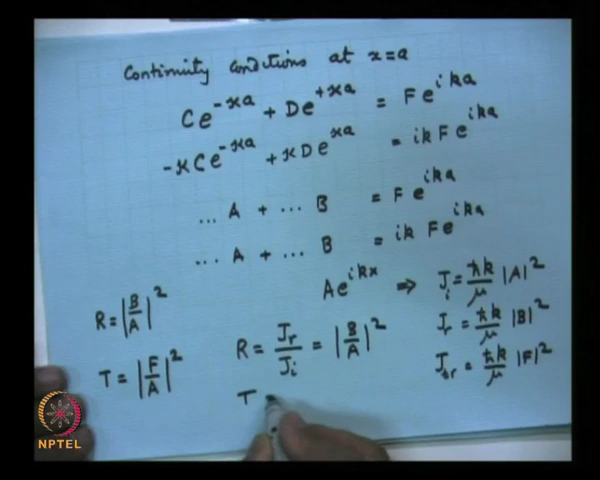 Continuity conditions at x=a
Ce^{-κa} + De^{+κa} = Fe^{ika}
-κCe^{-κa} + κDe^{κa} = ikFe^{ika}
... A + ... B = Fe^{ika}
.... A + ... B = ik Fe^{ika}
Ae^{ikx} ⇒ J_i = ħk/μ |A|^2
R = |B/A|^2
R = J_r/J_i = |B/A|^2
J_r = ħk/μ |B|^2
T = |F/A|^2
J_tr = ħk/μ |F|^2
T
NPTEL